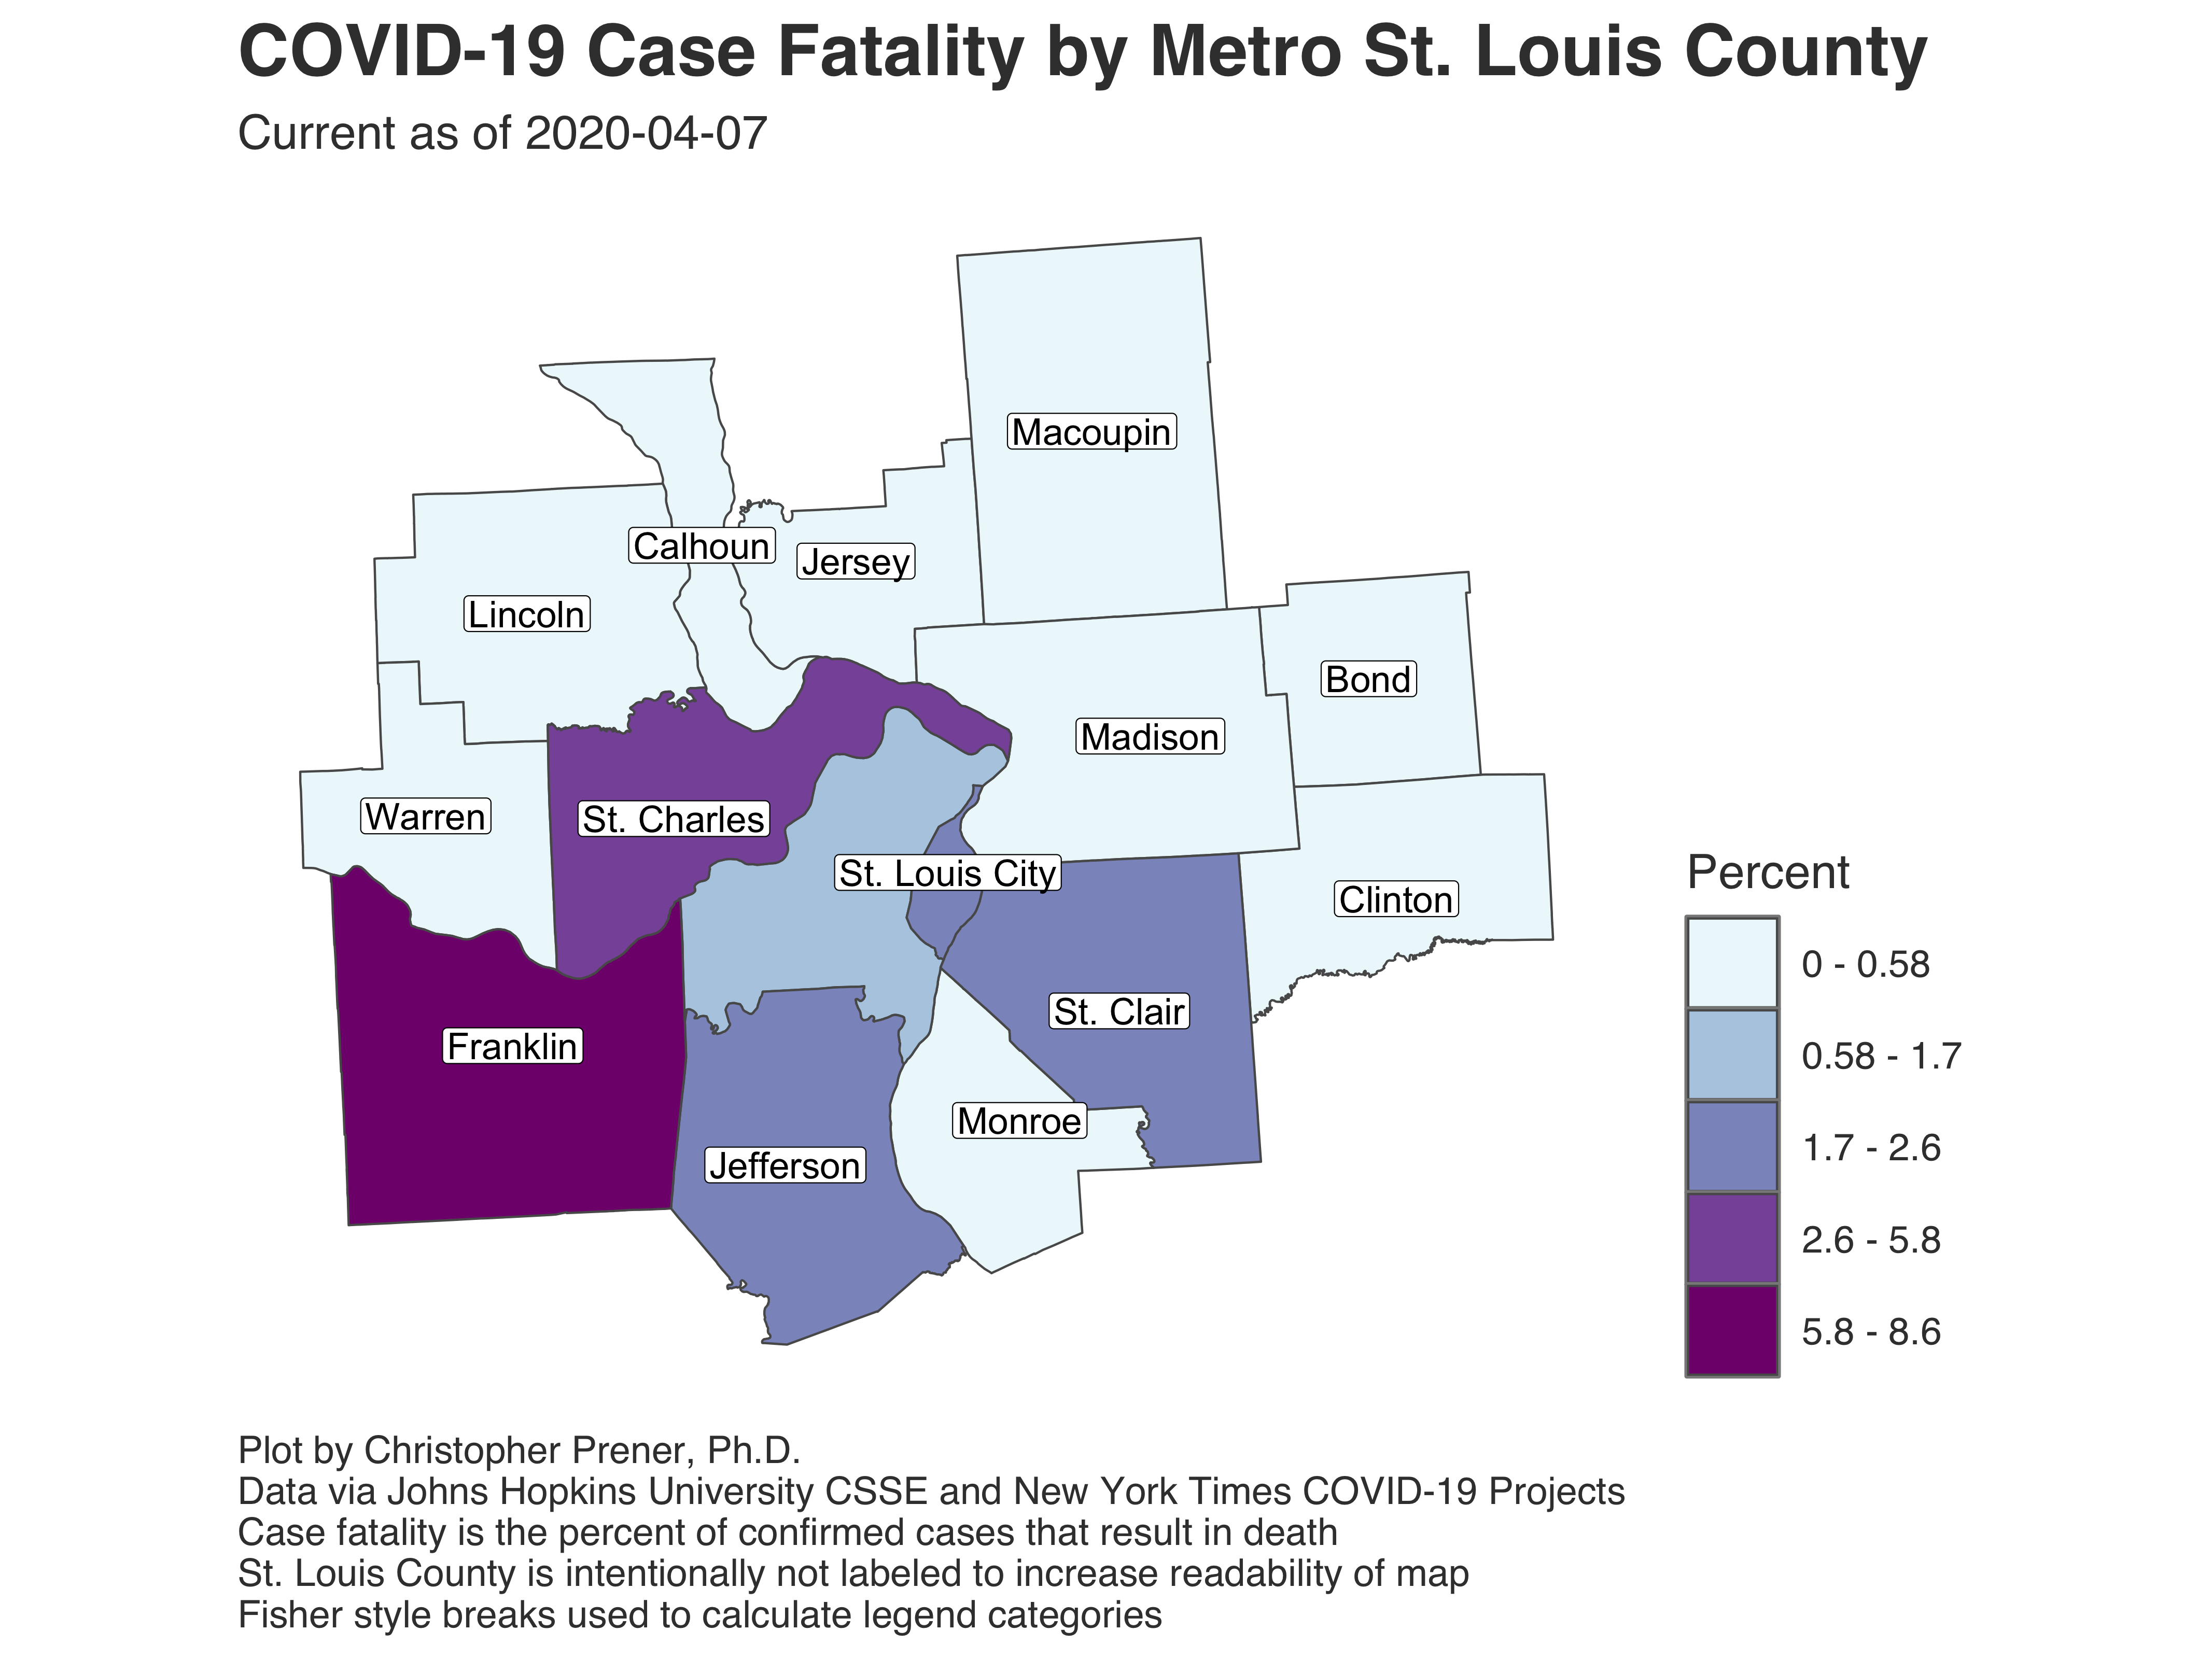 COVID-19 Case Fatality by Metro St. Louis County
Current as of 2020-04-07
Macoupin
Calhoun
Jersey
Lincoln
Bond
Madison
Warren
St. Charles
St. Louis City
Clinton
St. Clair
Franklin
Monroe
Jefferson
Percent
0 - 0.58
0.58 - 1.7
1.7 - 2.6
2.6 - 5.8
5.8 - 8.6
Plot by Christopher Prener, Ph.D.
Data via Johns Hopkins University CSSE and New York Times COVID-19 Projects
Case fatality is the percent of confirmed cases that result in death
St. Louis County is intentionally not labeled to increase readability of map
Fisher style breaks used to calculate legend categories